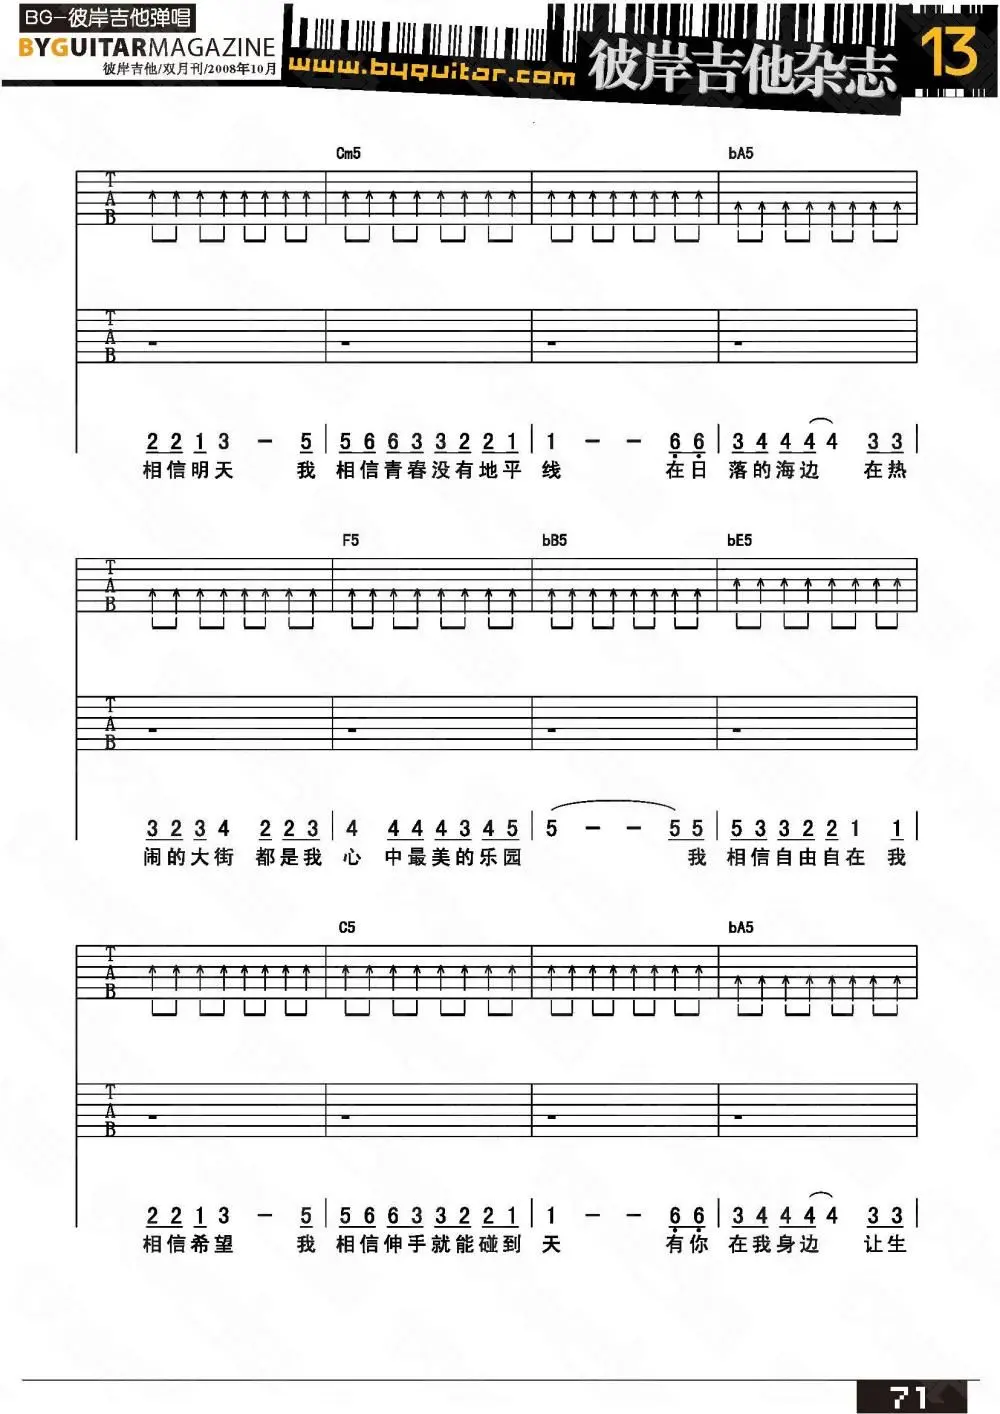 BG-彼岸吉他弹唱
BYGUITARMAGAZINE
彼岸吉他/双月刊/2008年10月
www.byguitar.com
彼岸吉他杂志
13
Cm5 bA5
T
A
B
T
A
B
2 2 1 3 - 5 | 5 6 6 3 3 2 2 1 | 1 - - 6 6 | 3 4 4 4 4 3 3
相信明天 我 相信青春没有地平 线 在日 落的海边 在热
F5 bB5 bE5
T
A
B
T
A
B
3 2 3 4 2 2 3 | 4 4 4 3 4 5 | 5 - - 5 5 | 5 3 3 2 2 1 1
闹的大街 都是我 心 中最美的乐园 我 相信自由自在 我
C5 bA5
T
A
B
T
A
B
2 2 1 3 - 5 | 5 6 6 3 3 2 2 1 | 1 - - 6 6 | 3 4 4 4 4 3 3
相信希望 我 相信伸手就能碰到 天 有你 在我身边 让生
71